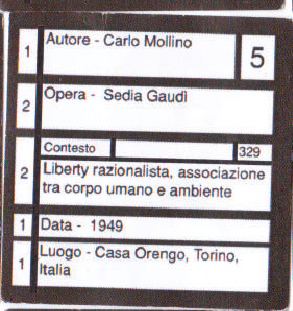 1 Autore - Carlo Mollino 5
2 Opera - Sedia Gaudì
Contesto 329
2 Liberty razionalista, associazione
tra corpo umano e ambiente
1 Data - 1949
1 Luogo - Casa Orengo, Torino,
Italia